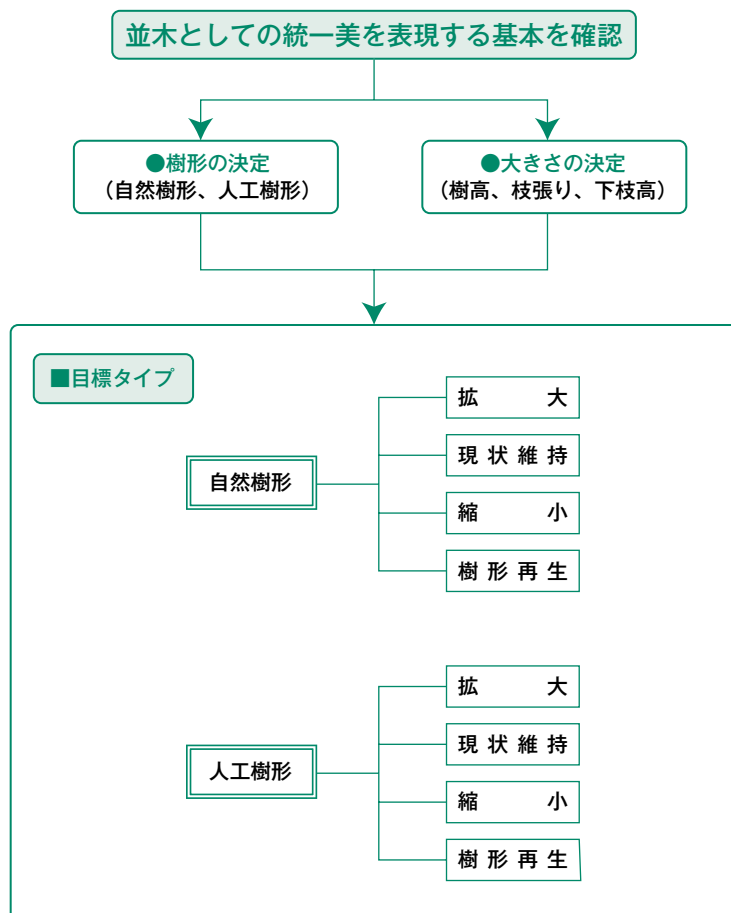 並木としての統一美を表現する基本を確認
●樹形の決定
（自然樹形、人工樹形）
●大きさの決定
（樹高、枝張り、下枝高）
■目標タイプ
自然樹形
拡大
現状維持
縮小
樹形再生
人工樹形
拡大
現状維持
縮小
樹形再生